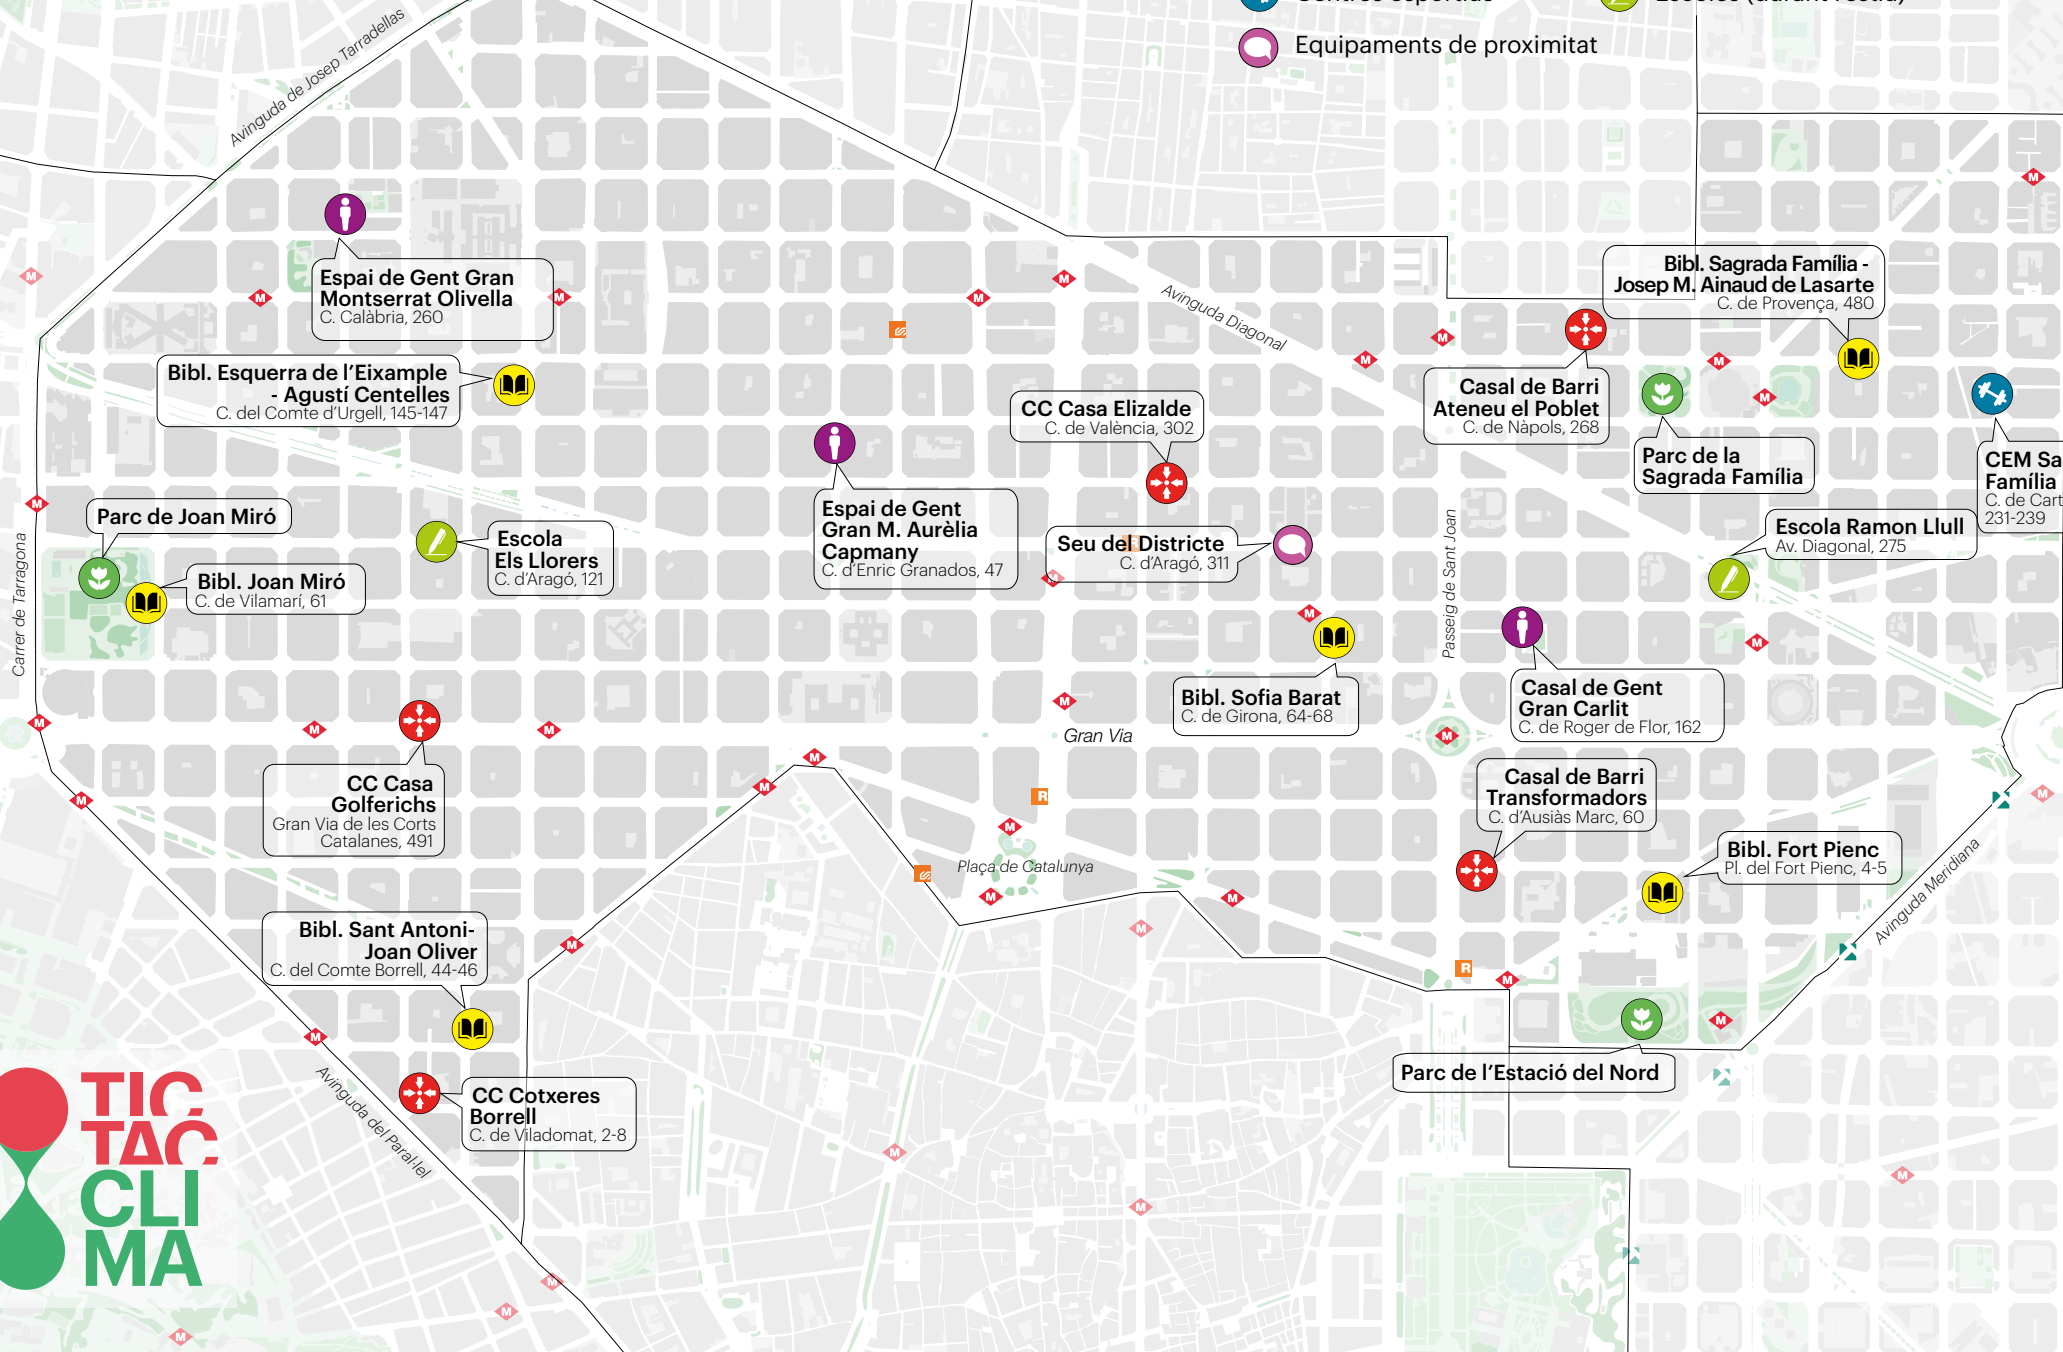 Equipaments de proximitat
Avinguda de Josep Tarradellas
Espai de Gent Gran
Montserrat Olivella
C. Calàbria, 260
Avinguda Diagonal
Bibl. Sagrada Família -
Josep M. Ainaud de Lasarte
C. de Provença, 480
Bibl. Esquerra de l'Eixample
- Agustí Centelles
C. del Comte d'Urgell, 145-147
CC Casa Elizalde
C. de València, 302
Casal de Barri
Ateneu el Poblet
C. de Nàpols, 268
Parc de la
Sagrada Família
CEM Sa
Família
C. de Cart
231-239
Parc de Joan Miró
Bibl. Joan Miró
C. de Vilamarí, 61
Escola
Els Llorers
C. d'Aragó, 121
Espai de Gent
Gran M. Aurèlia
Capmany
C. d'Enric Granados, 47
Seu del Districte
C. d'Aragó, 311
Passeig de Sant Joan
Escola Ramon Llull
Av. Diagonal, 275
Carrer de Tarragona
Bibl. Sofia Barat
C. de Girona, 64-68
Casal de Gent
Gran Carlit
C. de Roger de Flor, 162
Gran Via
CC Casa
Golferichs
Gran Via de les Corts
Catalanes, 491
Casal de Barri
Transformadors
C. d'Ausiàs Marc, 60
Plaça de Catalunya
Bibl. Fort Pienc
Pl. del Fort Pienc, 4-5
Avinguda Meridiana
Bibl. Sant Antoni-
Joan Oliver
C. del Comte Borrell, 44-46
Parc de l'Estació del Nord
CC Cotxeres
Borrell
C. de Viladomat, 2-8
Avinguda del Paral·lel
TIC
TAC
CLI
MA